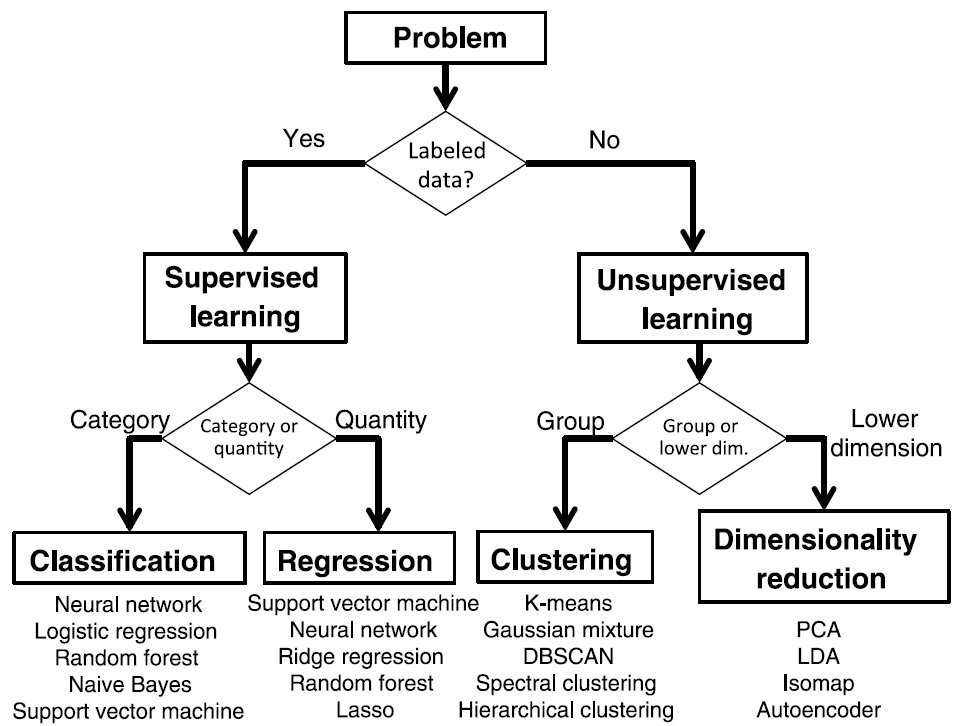 Problem
Yes
No
Labeled
data?
Supervised
learning
Unsupervised
learning
Category
Category or
quantity
Quantity
Group
Group or
lower dim.
Lower
dimension
Classification
Neural network
Logistic regression
Random forest
Naive Bayes
Support vector machine
Regression
Support vector machine
Neural network
Ridge regression
Random forest
Lasso
Clustering
K-means
Gaussian mixture
DBSCAN
Spectral clustering
Hierarchical clustering
Dimensionality
reduction
PCA
LDA
Isomap
Autoencoder